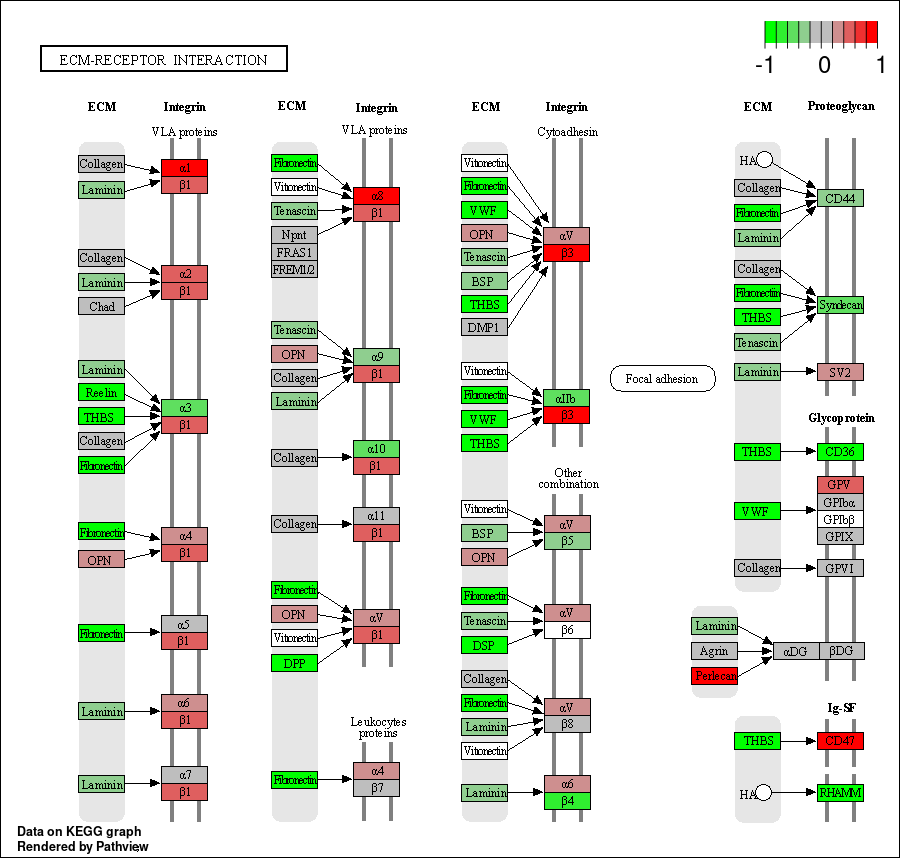 ECM-RECEPTOR INTERACTION
-1 0 1
ECM Integrin
VLA proteins
Collagen
Laminin
α1
β1
Collagen
Laminin
Chad
α2
β1
Laminin
Reelin
THBS
Collagen
Fibronectin
α3
β1
Fibronectin
OPN
α4
β1
Fibronectin
α5
β1
Laminin
α6
β1
Laminin
α7
β1
ECM Integrin
VLA proteins
Fibronectin
Vitronectin
Tenascin
Npnt
FRAS1
FREM1/2
α8
β1
Tenascin
OPN
Collagen
Laminin
α9
β1
Collagen
α10
β1
Collagen
α11
β1
Fibronectin
OPN
Vitronectin
DPP
αV
β1
Leukocytes
proteins
Fibronectin
α4
β7
ECM Integrin
Cytoadhesin
Vitronectin
Fibronectin
VWF
OPN
Tenascin
BSP
THBS
DMP1
αV
β3
Vitronectin
Fibronectin
VWF
THBS
αIIb
β3
Other
combination
Vitronectin
BSP
OPN
αV
β5
Fibronectin
Tenascin
DSP
αV
β6
Collagen
Fibronectin
Laminin
Vitronectin
αV
β8
Laminin
α6
β4
Focal adhesion
ECM Proteoglycan
HA
Collagen
Fibronectin
Laminin
CD44
Collagen
Fibronectin
THBS
Tenascin
Syndecan
Laminin
SV2
Glycoprotein
THBS
CD36
VWF
GPV
GPIbα
GPIbβ
GPIX
Collagen
GPVI
Laminin
Agrin
Perlecan
αDG
βDG
Ig-SF
THBS
CD47
HA
RHAMM
Data on KEGG graph
Rendered by Pathview